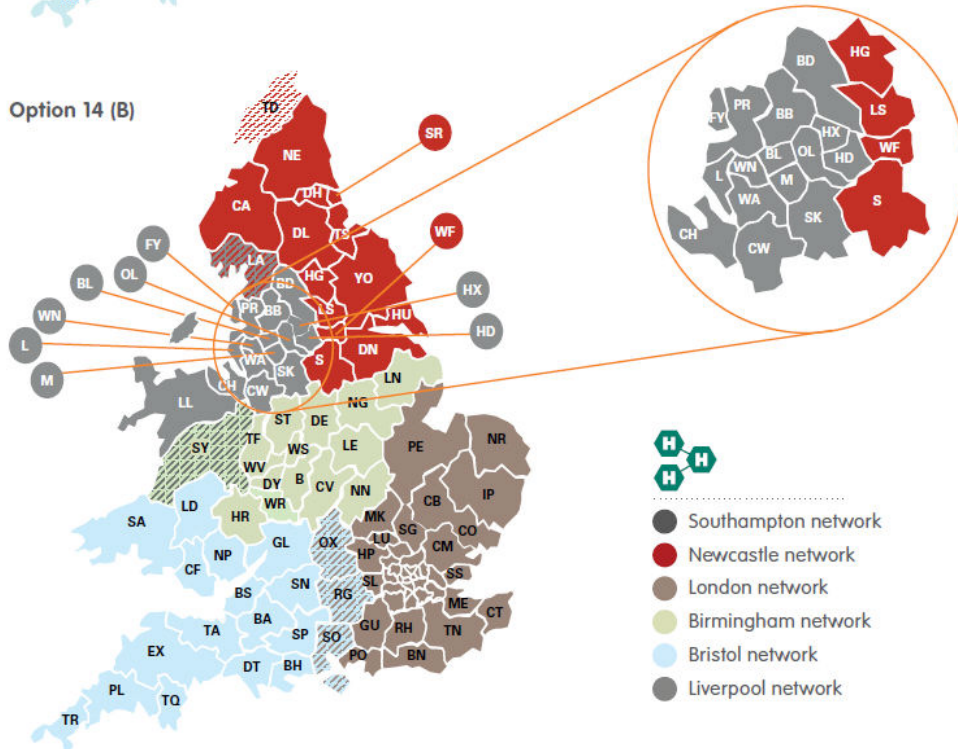 Option 14 (B)
TD
NE
SR
DH
CA
DL
TS
WF
FY
LA
HG
YO
OL
BD
BL
PR
BB
LS
HX
HU
WN
HD
L
WA
S
DN
M
SK
CH
CW
LN
LL
NG
ST
DE
SY
TF
WS
LE
PE
NR
WV
DY
B
CV
NN
WR
HR
CB
IP
MK
SG
CO
LD
SA
LU
OX
HP
CM
GL
NP
CF
SL
SS
SN
BS
RG
ME
CT
BA
TA
SP
SO
GU
RH
TN
EX
DT
BH
PO
BN
PL
TQ
TR
HG
BD
PR
BB
LS
FY
HX
BL
OL
WF
WN
HD
L
M
WA
S
SK
CH
CW
H
H
H
Southampton network
Newcastle network
London network
Birmingham network
Bristol network
Liverpool network